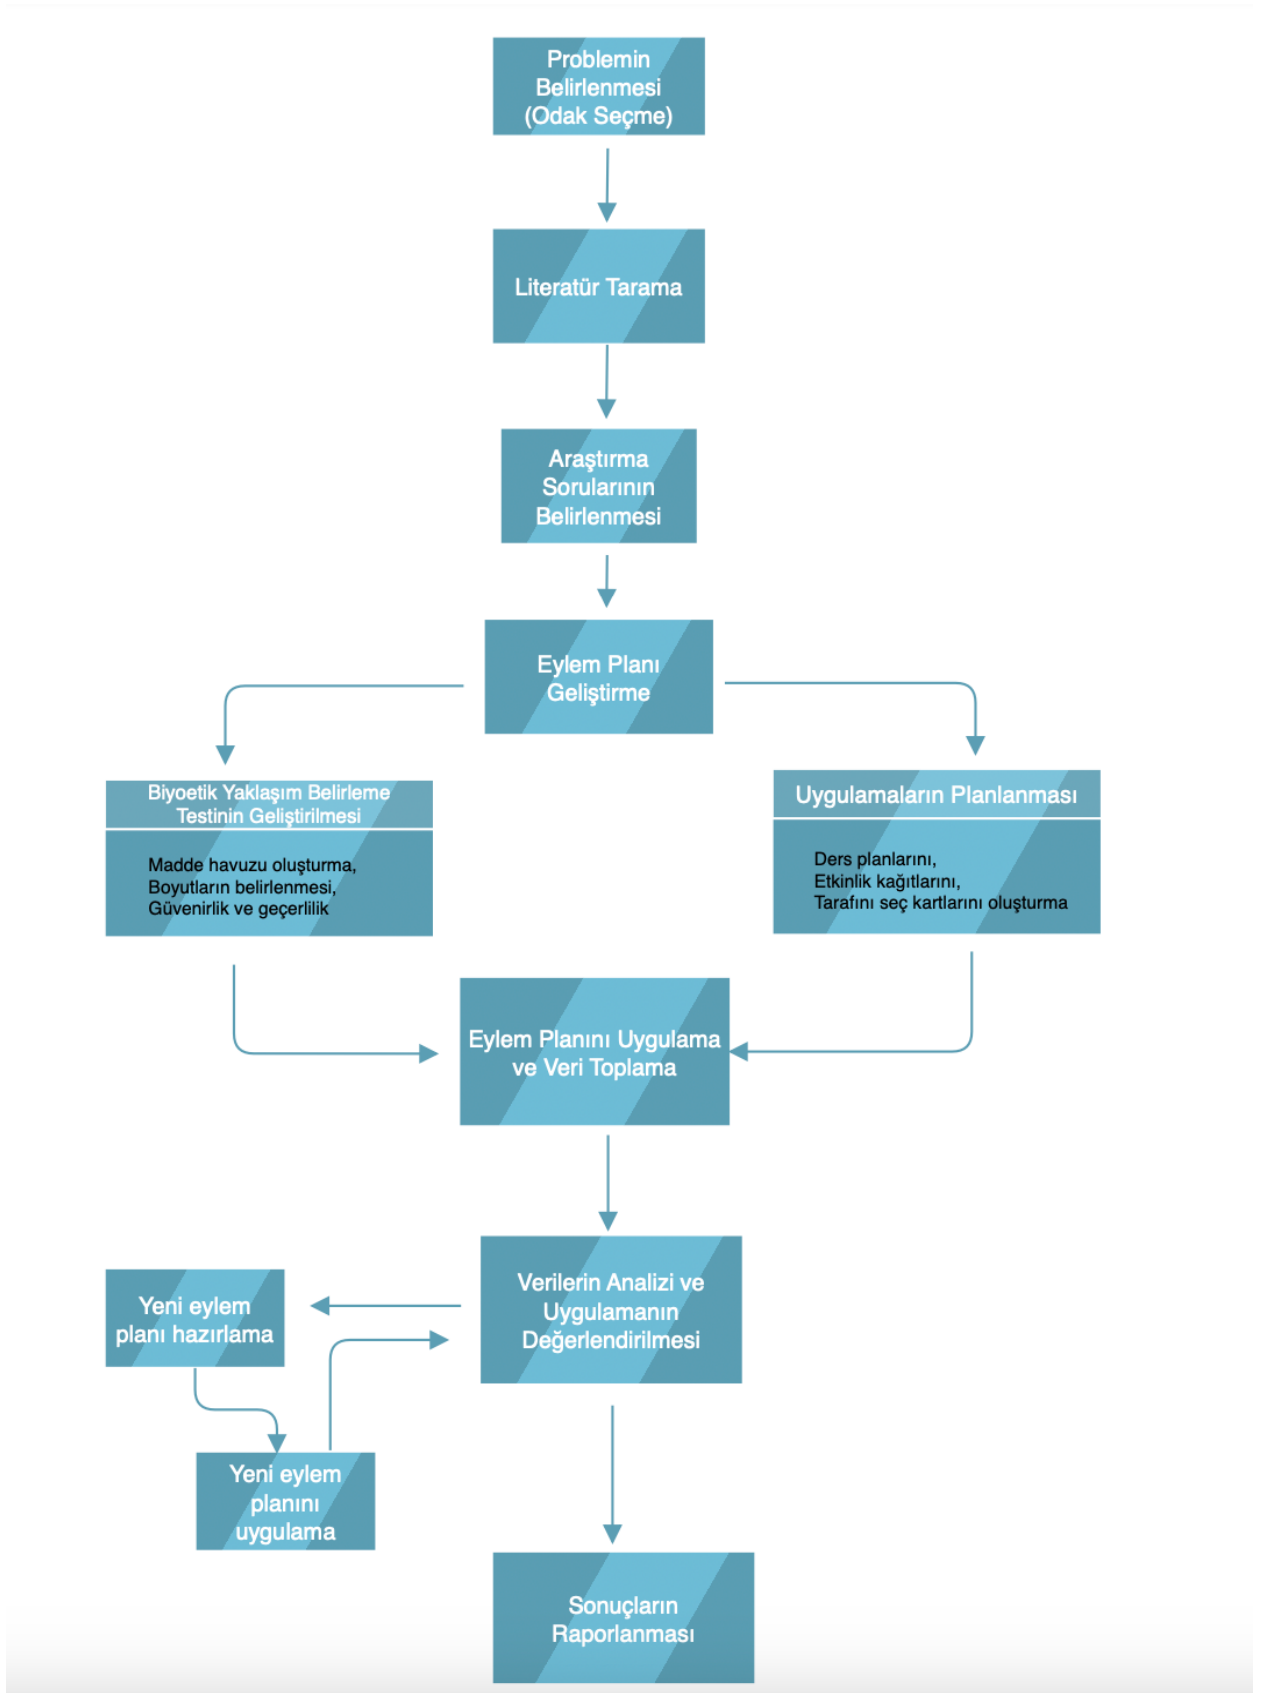 Problemin
Belirlenmesi
(Odak Seçme)
Literatür Tarama
Araştırma
Sorularının
Belirlenmesi
Eylem Planı
Geliştirme
Biyoetik Yaklaşım Belirleme
Testinin Geliştirilmesi
Madde havuzu oluşturma,
Boyutların belirlenmesi,
Güvenirlik ve geçerlilik
Uygulamaların Planlanması
Ders planlarını,
Etkinlik kağıtlarını,
Tarafını seç kartlarını oluşturma
Eylem Planını Uygulama
ve Veri Toplama
Verilerin Analizi ve
Uygulamanın
Değerlendirilmesi
Yeni eylem
planı hazırlama
Yeni eylem
planını
uygulama
Sonuçların
Raporlanması